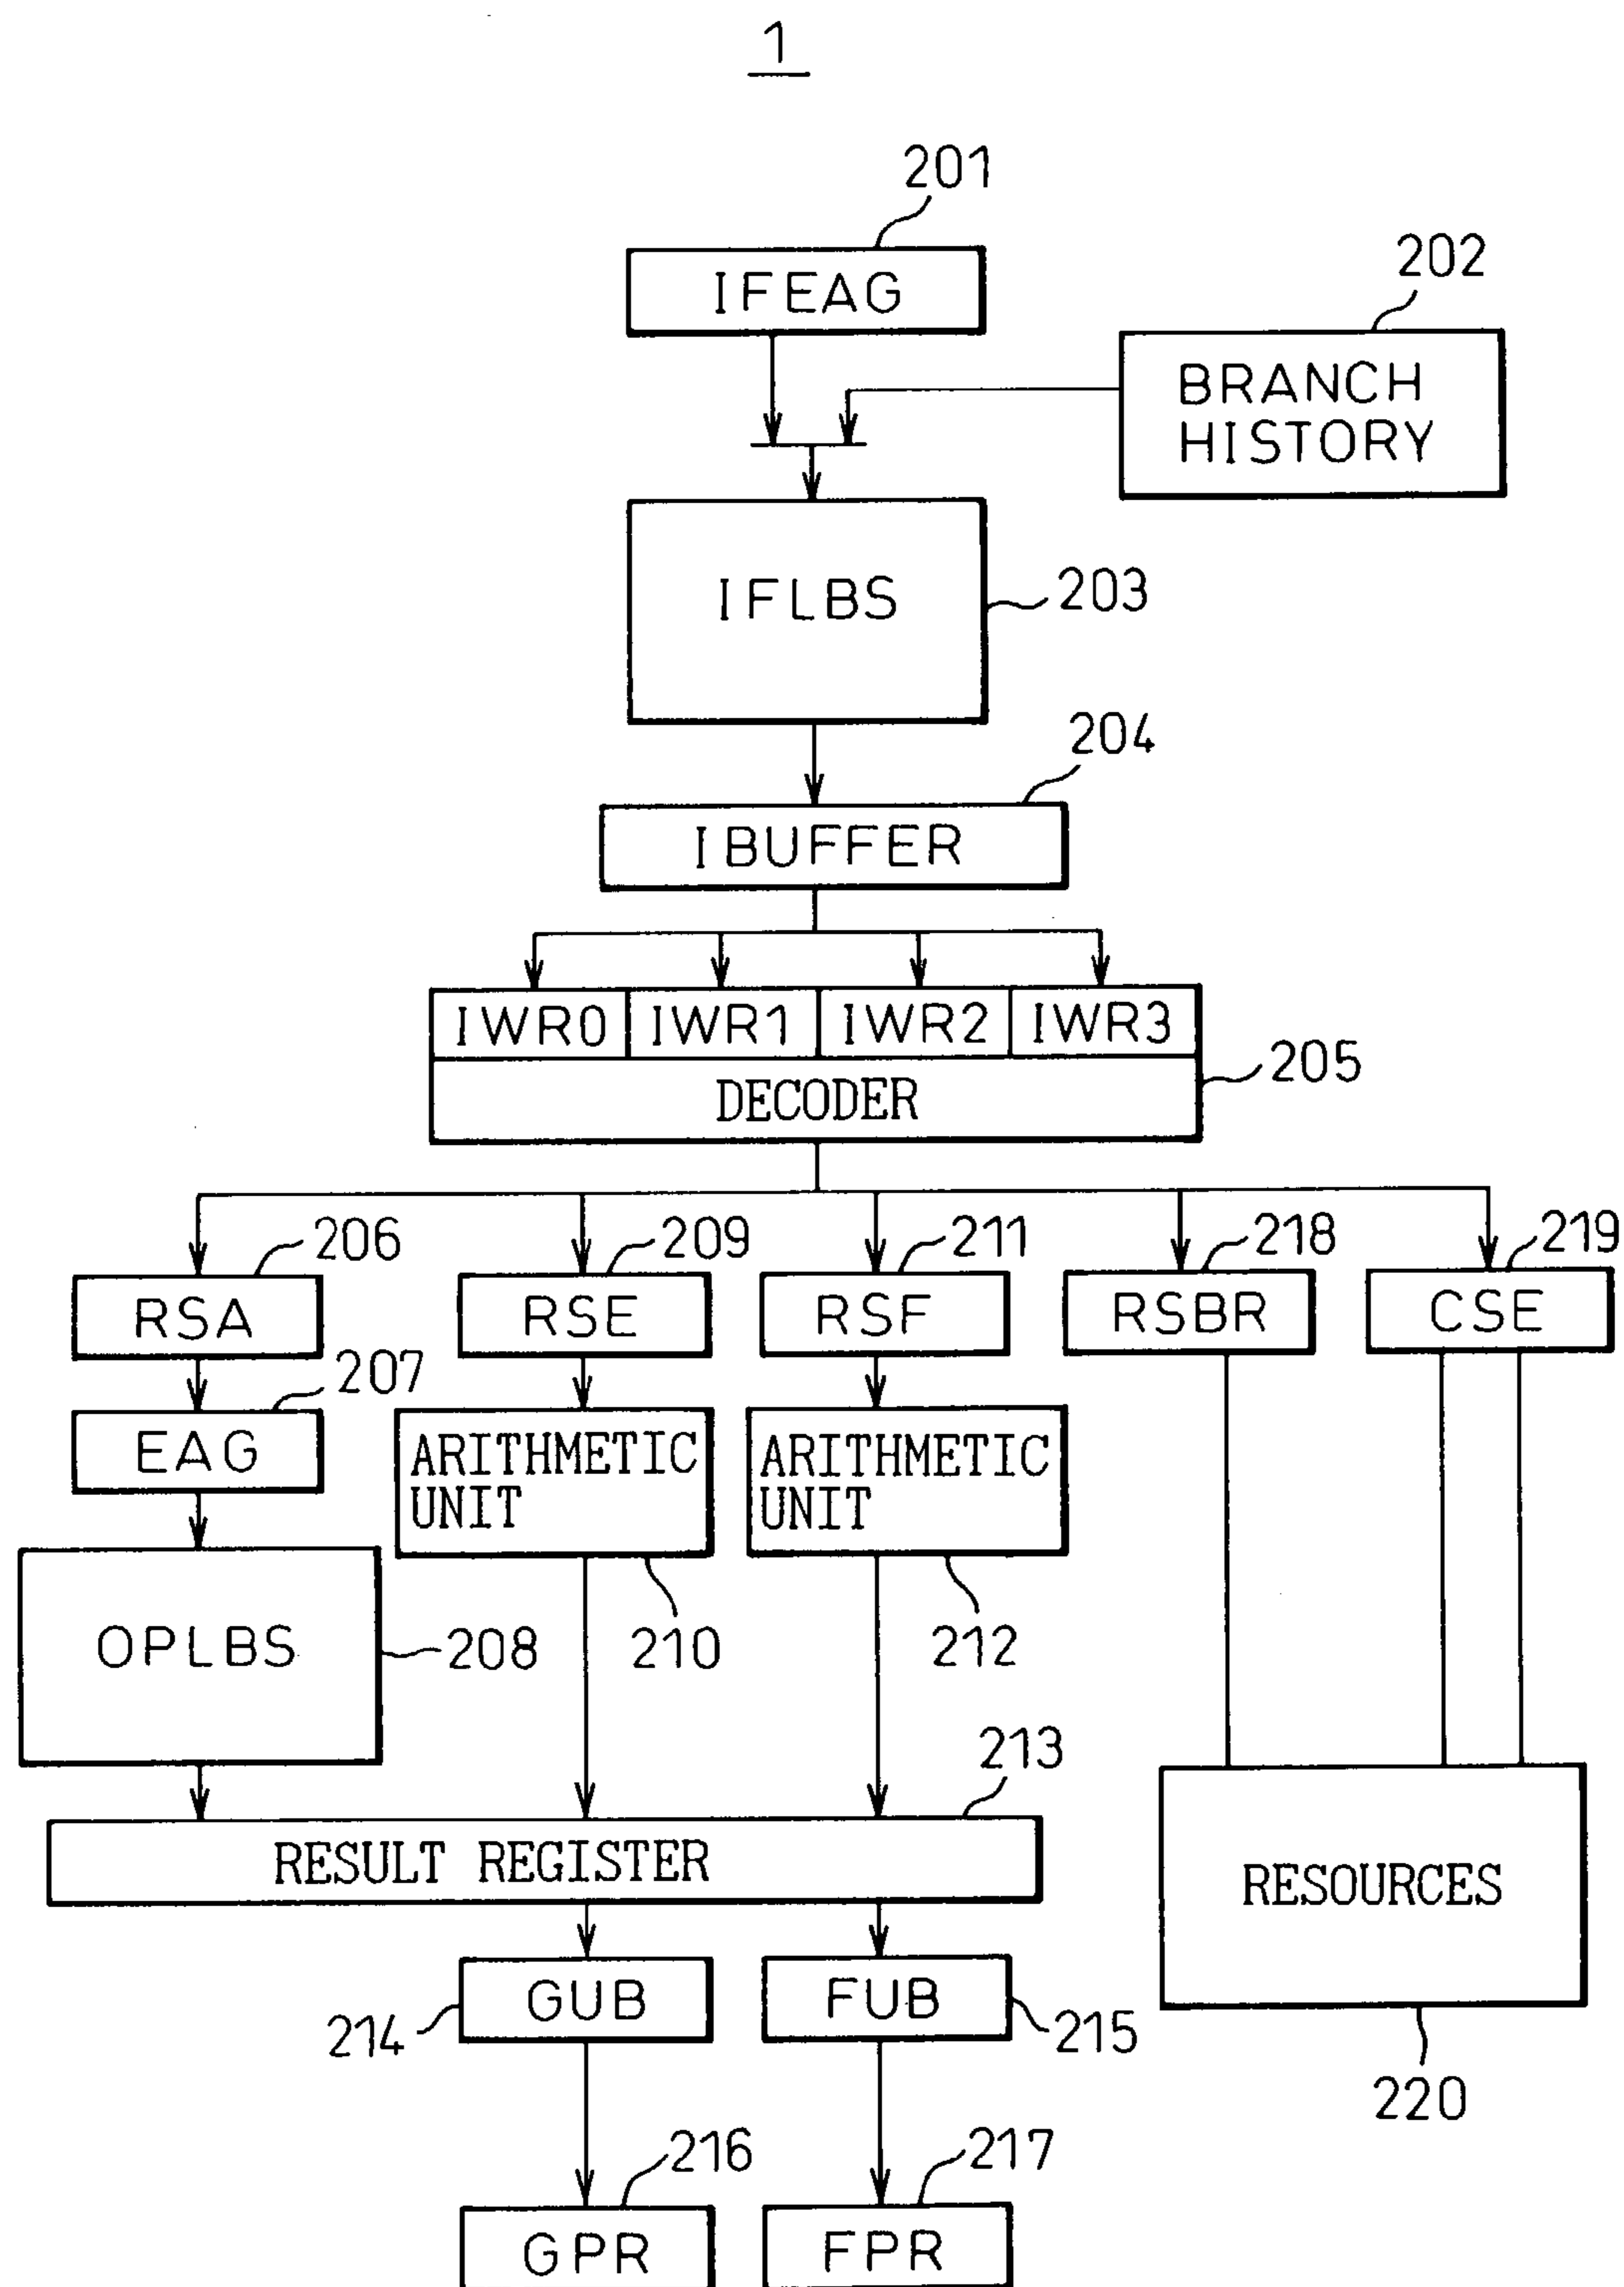 1
201
IFEAG
202
BRANCH
HISTORY
IFLBS
203
204
IBUFFER
IWR0 IWR1 IWR2 IWR3
DECODER
205
206 209 211 218 219
RSA RSE RSF RSBR CSE
207
EAG
ARITHMETIC
UNIT
ARITHMETIC
UNIT
OPLBS
208
210
212
213
RESULT REGISTER
RESOURCES
GUB
FUB
214
215
220
216
217
GPR
FPR